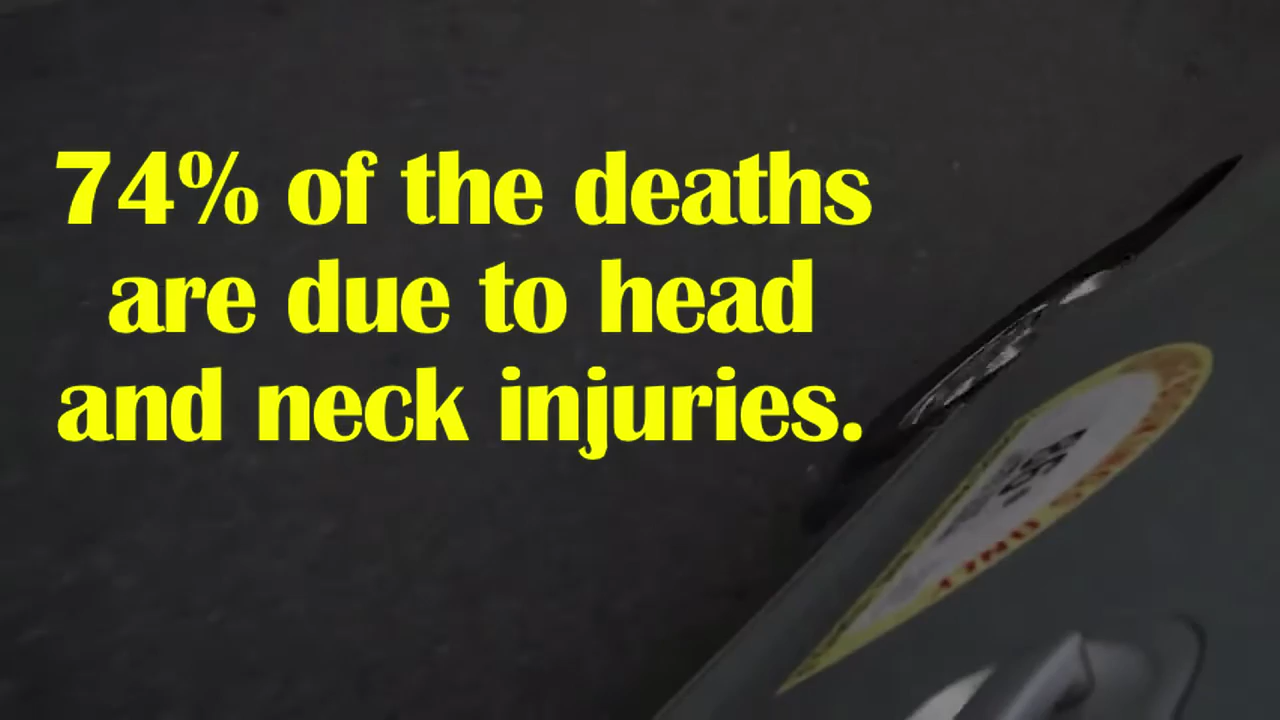 74% of the deaths
are due to head
and neck injuries.